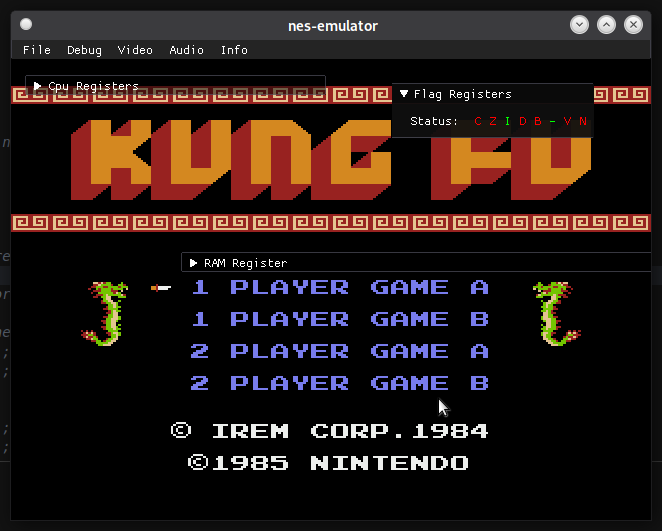 nes-emulator
File Debug Video Audio Info
Cpu Registers
Flag Registers
Status: C Z I D B - V N
KUNG FU
RAM Register
1 PLAYER GAME A
1 PLAYER GAME B
2 PLAYER GAME A
2 PLAYER GAME B
© IREM CORP.1984
©1985 NINTENDO